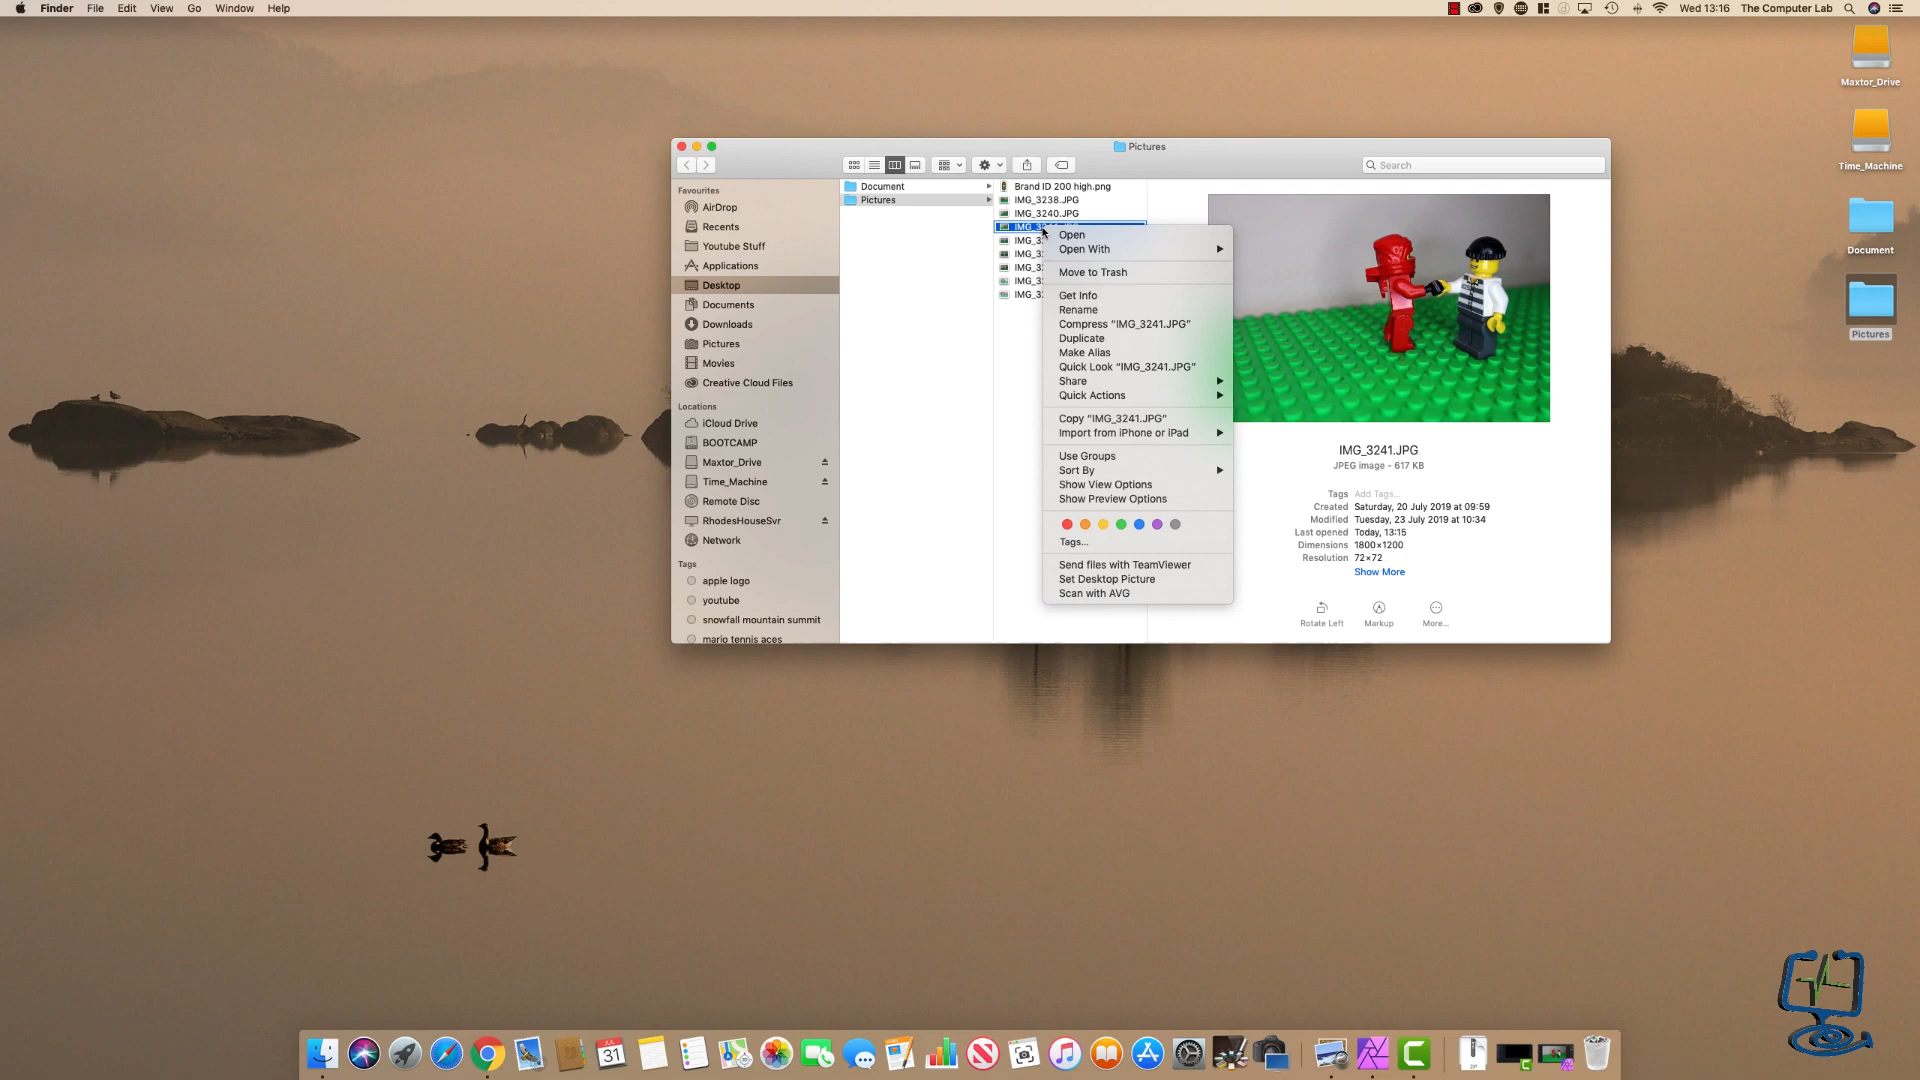 Finder File Edit View Go Window Help
Wed 13:16 The Computer Lab
Maxtor_Drive
Time_Machine
Document
Pictures
Pictures
Search
Favourites
AirDrop
Recents
Youtube Stuff
Applications
Desktop
Documents
Downloads
Pictures
Movies
Creative Cloud Files
Locations
iCloud Drive
BOOTCAMP
Maxtor_Drive
Time_Machine
Remote Disc
RhodesHouseSvr
Network
Tags
apple logo
youtube
snowfall mountain summit
mario tennis aces
Document
Pictures
Brand ID 200 high.png
IMG_3238.JPG
IMG_3240.JPG
Open
Open With
Move to Trash
Get Info
Rename
Compress “IMG_3241.JPG”
Duplicate
Make Alias
Quick Look “IMG_3241.JPG”
Share
Quick Actions
Copy “IMG_3241.JPG”
Import from iPhone or iPad
Use Groups
Sort By
Show View Options
Show Preview Options
Tags...
Send files with TeamViewer
Set Desktop Picture
Scan with AVG
IMG_3241.JPG
JPEG image - 617 KB
Tags Add Tags...
Created Saturday, 20 July 2019 at 09:59
Modified Tuesday, 23 July 2019 at 10:34
Last opened Today, 13:15
Dimensions 1800×1200
Resolution 72×72
Show More
Rotate Left
Markup
More...
JUL
31
ZIP